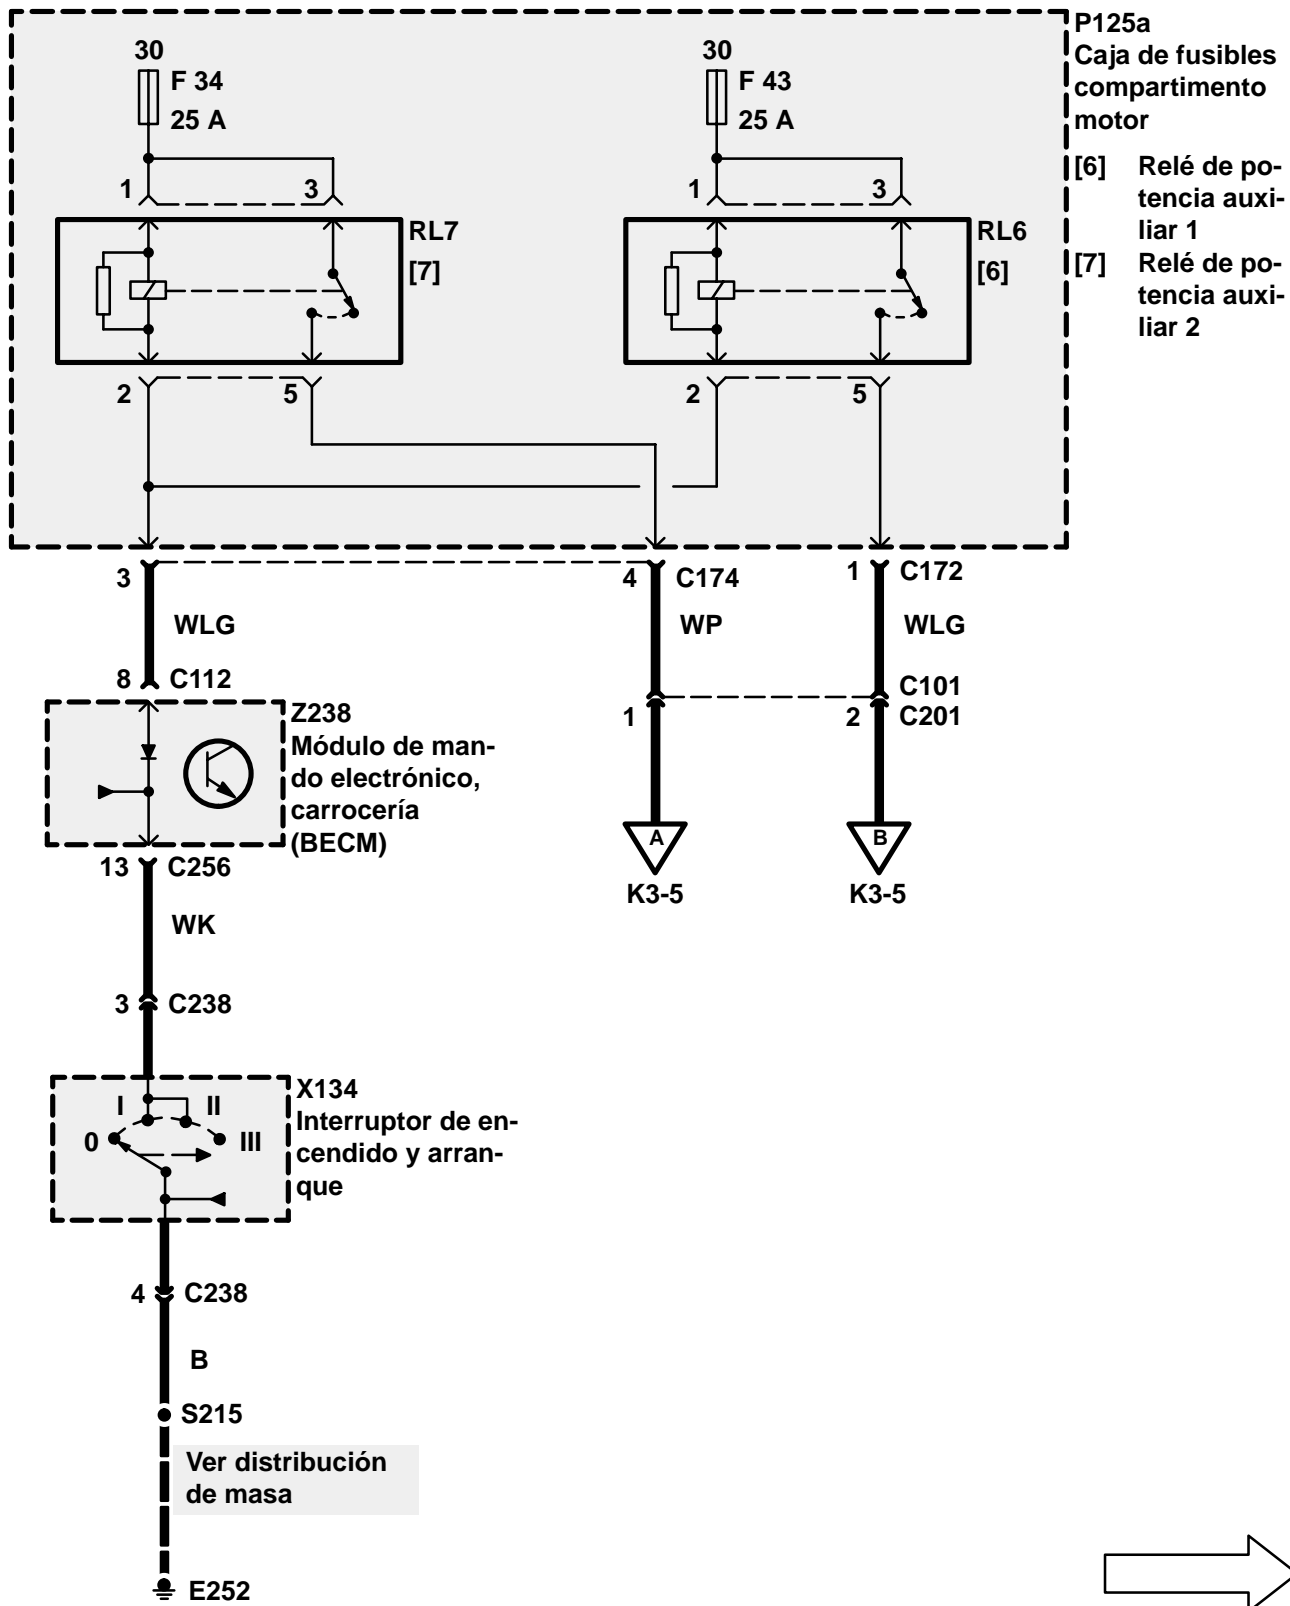 P125a
Caja de fusibles
compartimento
motor
[6] Relé de po-
tencia auxi-
liar 1
[7] Relé de po-
tencia auxi-
liar 2
30
F 34
25 A
30
F 43
25 A
1 3
1 3
RL7
[7]
RL6
[6]
2 5
2 5
3
4 C174
1 C172
WLG
WP
WLG
8 C112
C101
1
2 C201
Z238
Módulo de man-
do electrónico,
carrocería
(BECM)
A
B
K3-5
K3-5
13 C256
WK
3 C238
X134
Interruptor de en-
cendido y arran-
que
I II
0 III
4 C238
B
S215
Ver distribución
de masa
E252